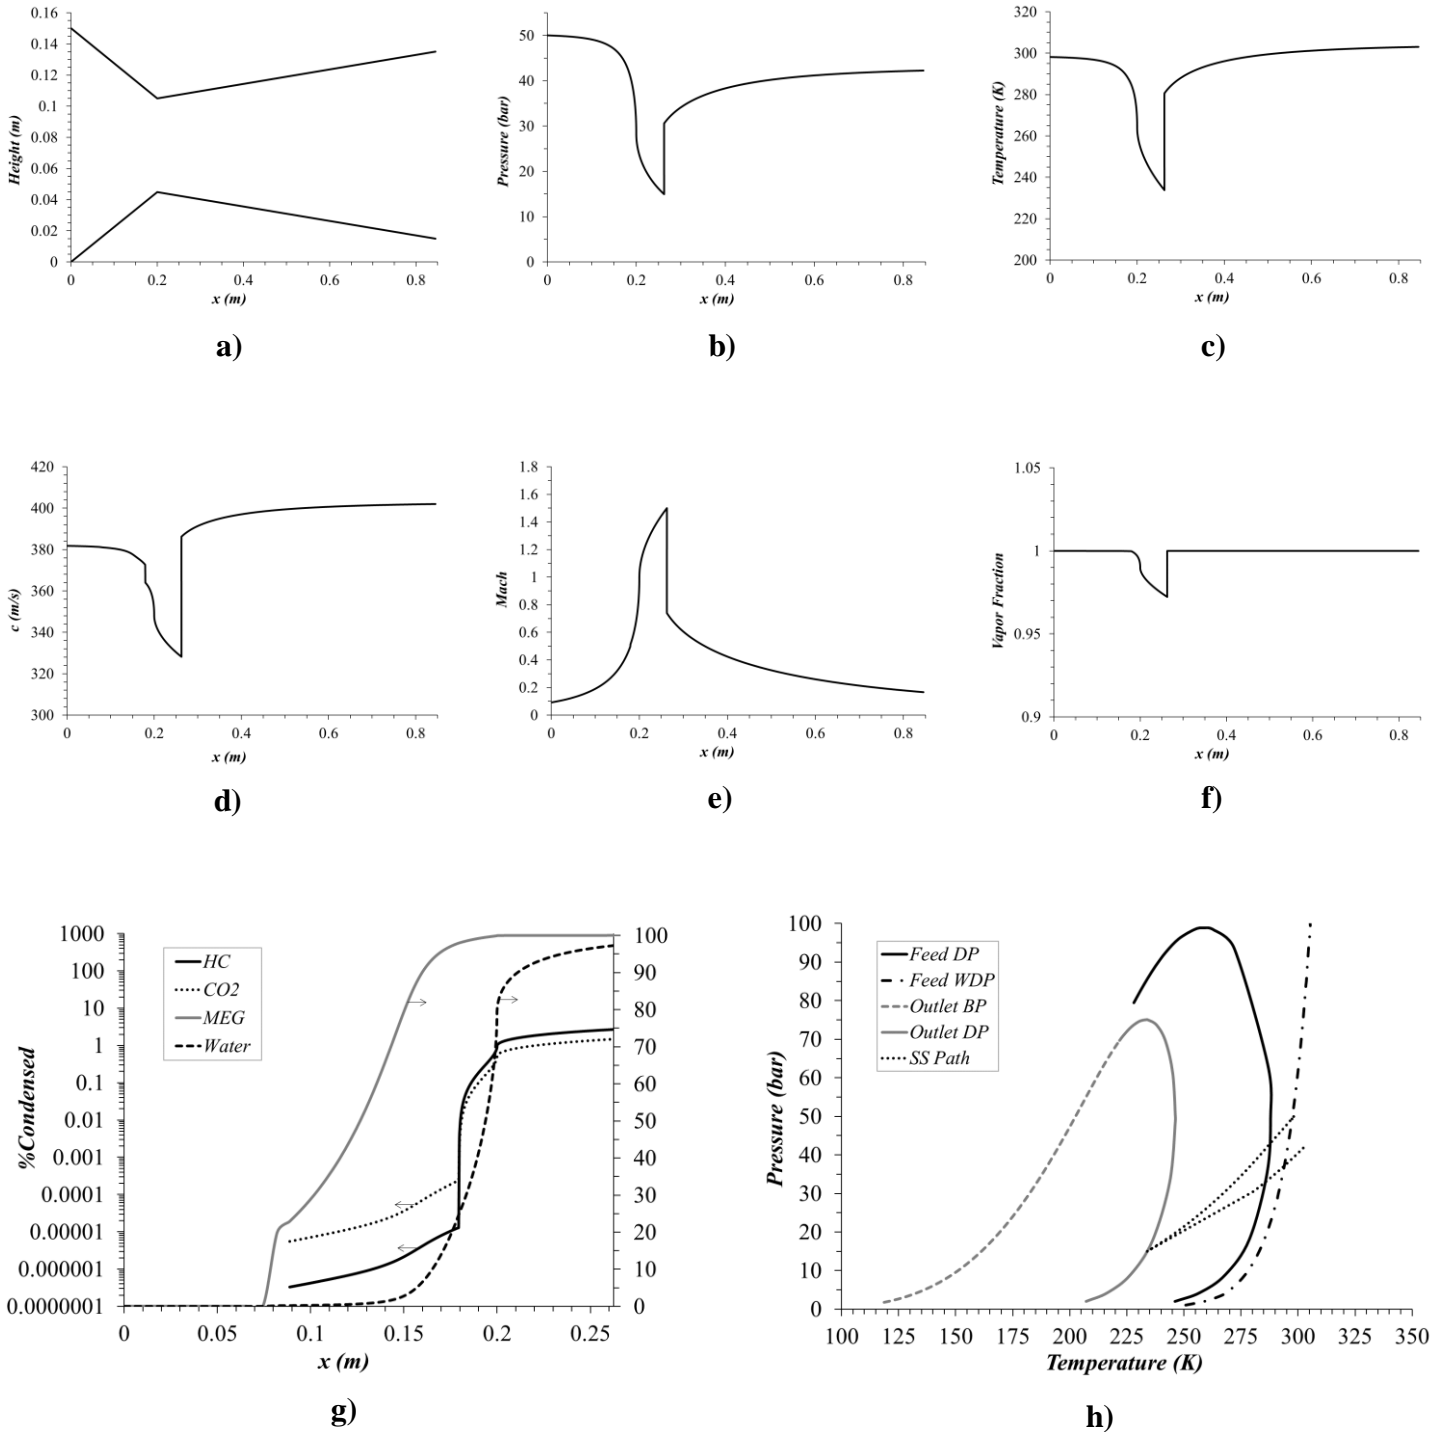 0.16
0.14
0.12
0.1
0.08
0.06
0.04
0.02
0
Height (m)
0 0.2 0.4 0.6 0.8
x (m)
a)
50
40
30
20
10
0
Pressure (bar)
0 0.2 0.4 0.6 0.8
x (m)
b)
320
300
280
260
240
220
200
Temperature (K)
0 0.2 0.4 0.6 0.8
x (m)
c)
420
400
380
360
340
320
300
c (m/s)
0 0.2 0.4 0.6 0.8
x (m)
d)
1.8
1.6
1.4
1.2
1
0.8
0.6
0.4
0.2
0
Mach
0 0.2 0.4 0.6 0.8
x (m)
e)
1.05
1
0.95
0.9
Vapor Fraction
0 0.2 0.4 0.6 0.8
x (m)
f)
1000
100
10
1
0.1
0.01
0.001
0.0001
0.00001
0.000001
0.0000001
%Condensed
HC
CO2
MEG
Water
100
90
80
70
60
50
40
30
20
10
0
0 0.05 0.1 0.15 0.2 0.25
x (m)
g)
100
90
80
70
60
50
40
30
20
10
0
Pressure (bar)
Feed DP
Feed WDP
Outlet BP
Outlet DP
SS Path
100 125 150 175 200 225 250 275 300 325 350
Temperature (K)
h)